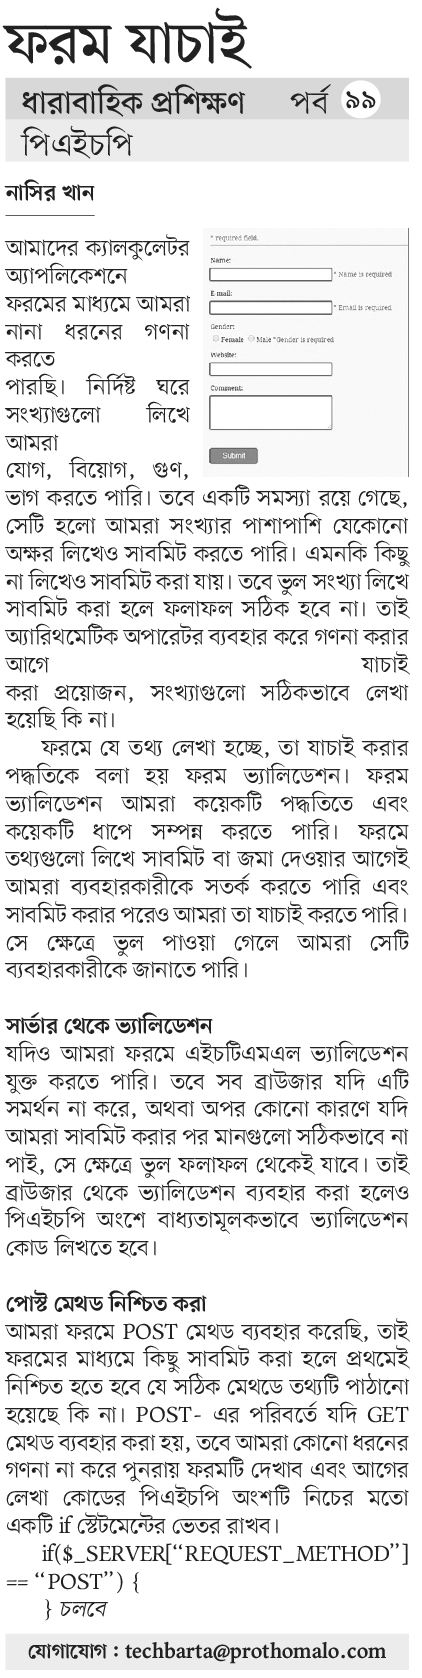 ফরম যাচাই
ধারাবাহিক প্রশিক্ষণ পর্ব ৯৯
পিএইচপি
নাসির খান
আমাদের ক্যালকুলেটর
অ্যাপলিকেশনে
ফরমের মাধ্যমে আমরা
নানা ধরনের গণনা
করতে
পারছি। নির্দিষ্ট ঘরে
সংখ্যাগুলো লিখে
আমরা
যোগ, বিয়োগ, গুণ,
* required field.
Name:
* Name is required
E-mail:
* Email is required
Gender:
Female Male * Gender is required
Website:
Comment:
Submit
ভাগ করতে পারি। তবে একটি সমস্যা রয়ে গেছে,
সেটি হলো আমরা সংখ্যার পাশাপাশি যেকোনো
অক্ষর লিখেও সাবমিট করতে পারি। এমনকি কিছু
না লিখেও সাবমিট করা যায়। তবে ভুল সংখ্যা লিখে
সাবমিট করা হলে ফলাফল সঠিক হবে না। তাই
অ্যারিথমেটিক অপারেটর ব্যবহার করে গণনা করার
আগে যাচাই
করা প্রয়োজন, সংখ্যাগুলো সঠিকভাবে লেখা
হয়েছি কি না।
ফরমে যে তথ্য লেখা হচ্ছে, তা যাচাই করার
পদ্ধতিকে বলা হয় ফরম ভ্যালিডেশন। ফরম
ভ্যালিডেশন আমরা কয়েকটি পদ্ধতিতে এবং
কয়েকটি ধাপে সম্পন্ন করতে পারি। ফরমে
তথ্যগুলো লিখে সাবমিট বা জমা দেওয়ার আগেই
আমরা ব্যবহারকারীকে সতর্ক করতে পারি এবং
সাবমিট করার পরেও আমরা তা যাচাই করতে পারি।
সে ক্ষেত্রে ভুল পাওয়া গেলে আমরা সেটি
ব্যবহারকারীকে জানাতে পারি।
সার্ভার থেকে ভ্যালিডেশন
যদিও আমরা ফরমে এইচটিএমএল ভ্যালিডেশন
যুক্ত করতে পারি। তবে সব ব্রাউজার যদি এটি
সমর্থন না করে, অথবা অপর কোনো কারণে যদি
আমরা সাবমিট করার পর মানগুলো সঠিকভাবে না
পাই, সে ক্ষেত্রে ভুল ফলাফল থেকেই যাবে। তাই
ব্রাউজার থেকে ভ্যালিডেশন ব্যবহার করা হলেও
পিএইচপি অংশে বাধ্যতামূলকভাবে ভ্যালিডেশন
কোড লিখতে হবে।
পোস্ট মেথড নিশ্চিত করা
আমরা ফরমে POST মেথড ব্যবহার করেছি, তাই
ফরমের মাধ্যমে কিছু সাবমিট করা হলে প্রথমেই
নিশ্চিত হতে হবে যে সঠিক মেথডে তথ্যটি পাঠানো
হয়েছে কি না। POST- এর পরিবর্তে যদি GET
মেথড ব্যবহার করা হয়, তবে আমরা কোনো ধরনের
গণনা না করে পুনরায় ফরমটি দেখাব এবং আগের
লেখা কোডের পিএইচপি অংশটি নিচের মতো
একটি if স্টেটমেন্টের ভেতর রাখব।
if($_SERVER[“REQUEST_METHOD”]
== “POST”) {
} চলবে
যোগাযোগ : techbarta@prothomalo.com